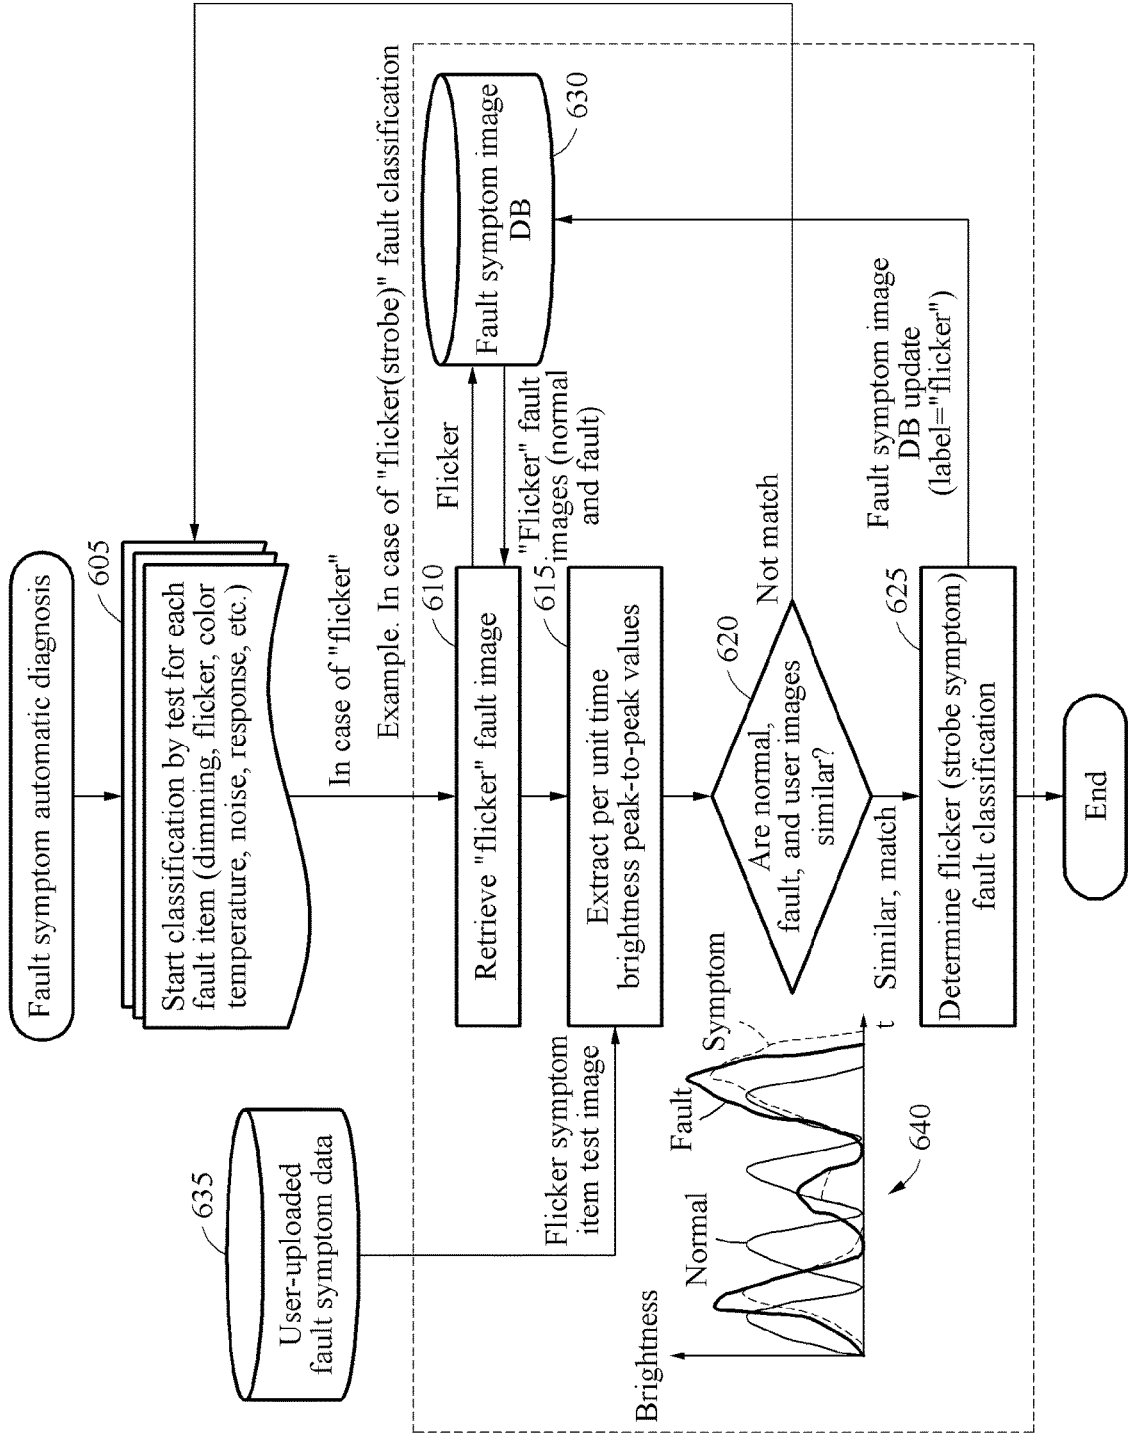 Fault symptom automatic diagnosis
605
Start classification by test for each
fault item (dimming, flicker, color
temperature, noise, response, etc.)
635
User-uploaded
fault symptom data
In case of "flicker"
Example. In case of "flicker(strobe)" fault classification
610
Retrieve "flicker" fault image
Flicker
"Flicker" fault
images (normal
and fault)
Fault symptom image
DB
630
Flicker symptom
item test image
615
Extract per unit time
brightness peak-to-peak values
620
Are normal,
fault, and user images
similar?
Not match
Similar, match
Brightness
Normal
Fault
Symptom
t
640
625
Determine flicker (strobe symptom)
fault classification
Fault symptom image
DB update
(label="flicker")
End